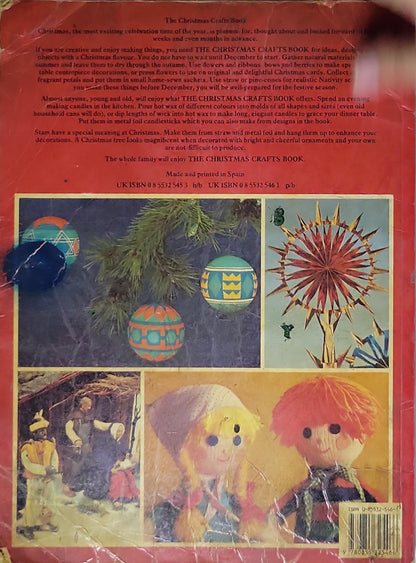 The Christmas Crafts Book
Christmas, the most exciting celebration time of the year, is planned for, thought about and looked forward to
weeks and even months in advance.
If you are creative and enjoy making things, you need THE CHRISTMAS CRAFTS BOOK for ideas, design
objects with a Christmas flavour. You do not have to wait until December to start. Gather natural materials
summer and leave them to dry through the autumn. Use flowers and ribbons, bows and berries to make spe
table centrepiece decorations, or press flowers to use on original and delightful Christmas cards. Collect
fragrant petals and put them in small home-sewn sachets. Use straw or pine-cones for realistic Nativity sc
you make these things before December, you will be well-prepared for the festive season.
Almost anyone, young and old, will enjoy what THE CHRISTMAS CRAFTS BOOK offers. Spend an evening
making candles in the kitchen. Pour hot wax of different colours into molds of all shapes and sizes (even old
household cans will do), or dip lengths of wick into hot wax to make long, elegant candles to grace your dinner table.
Put them in metal foil candlesticks which you can also make from designs in the book.
Stars have a special meaning at Christmas. Make them from straw and metal foil and hang them up to enhance your
decorations. A Christmas tree looks magnificent when decorated with bright and cheerful ornaments and your own
are not difficult to produce.
The whole family will enjoy THE CHRISTMAS CRAFTS BOOK.
Made and printed in Spain
UK ISBN 0 8 5532 545 3 h/b UK ISBN 0 8 5532 546 1 p/b
ISBN 0-85532-546-1